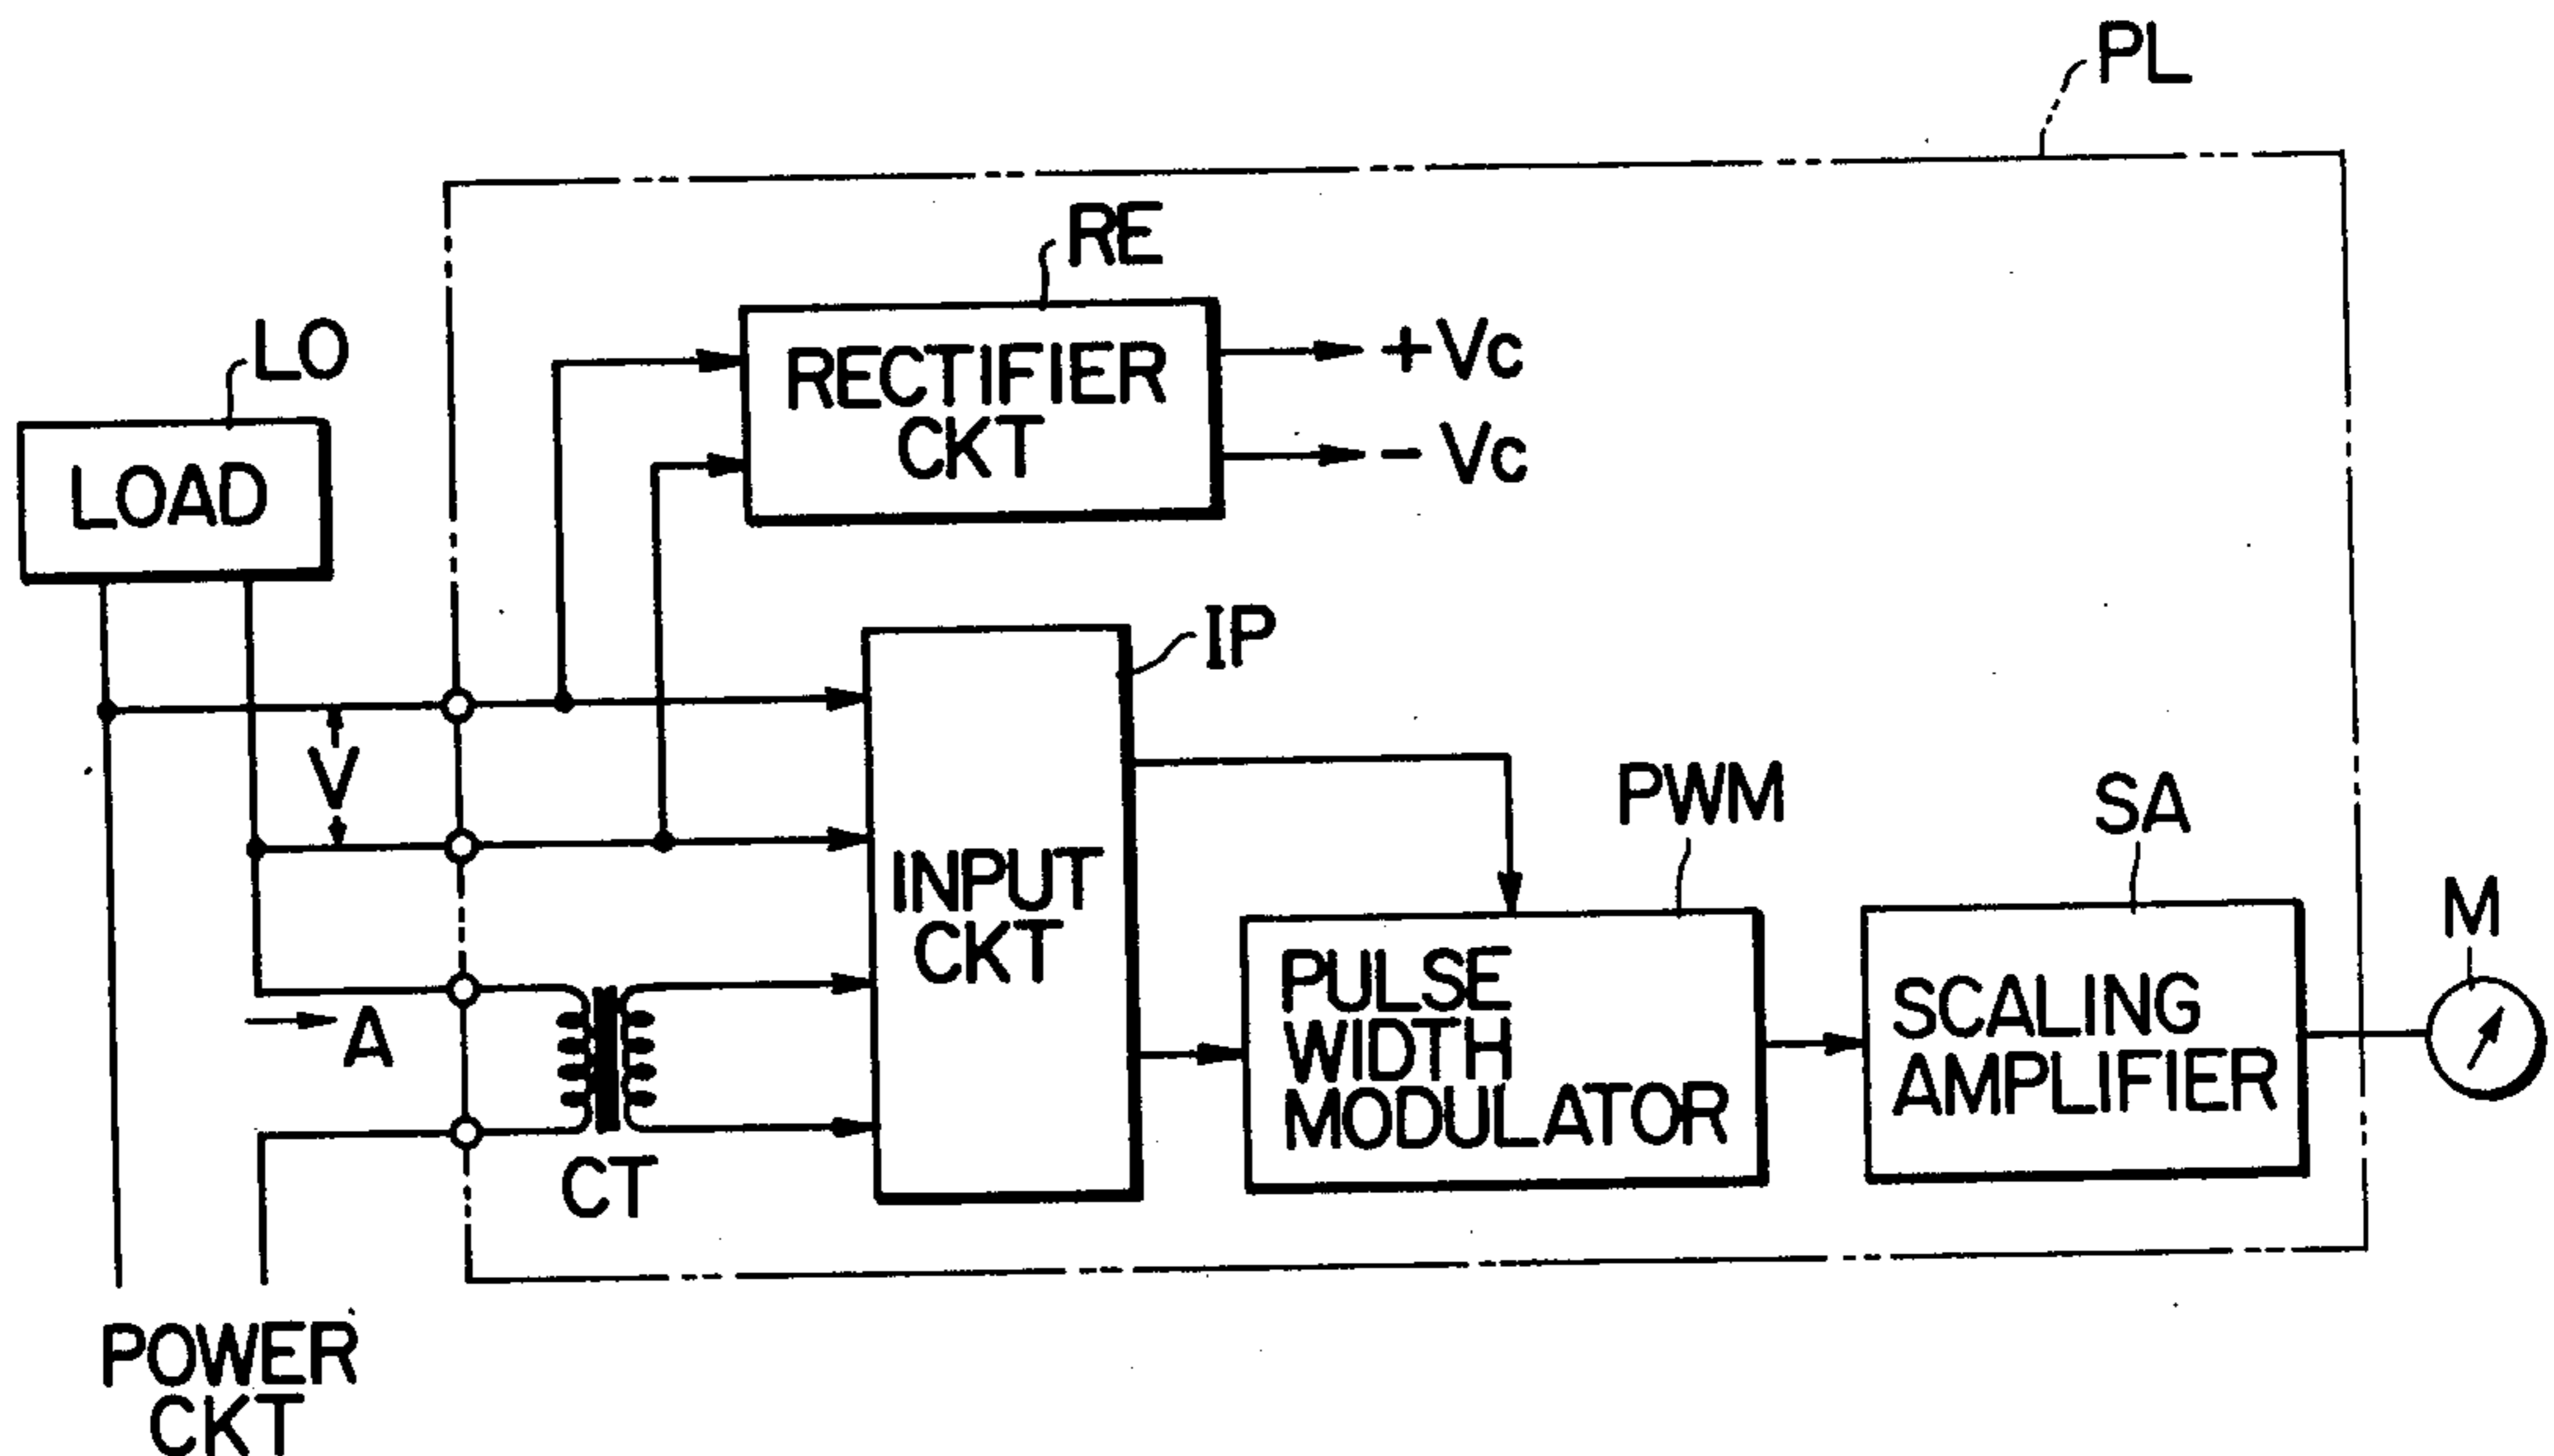 PL
RE
RECTIFIER
CKT
+Vc
- Vc
LO
LOAD
IP
V
INPUT
CKT
PWM
PULSE
WIDTH
MODULATOR
SA
SCALING
AMPLIFIER
M
A
CT
POWER
CKT